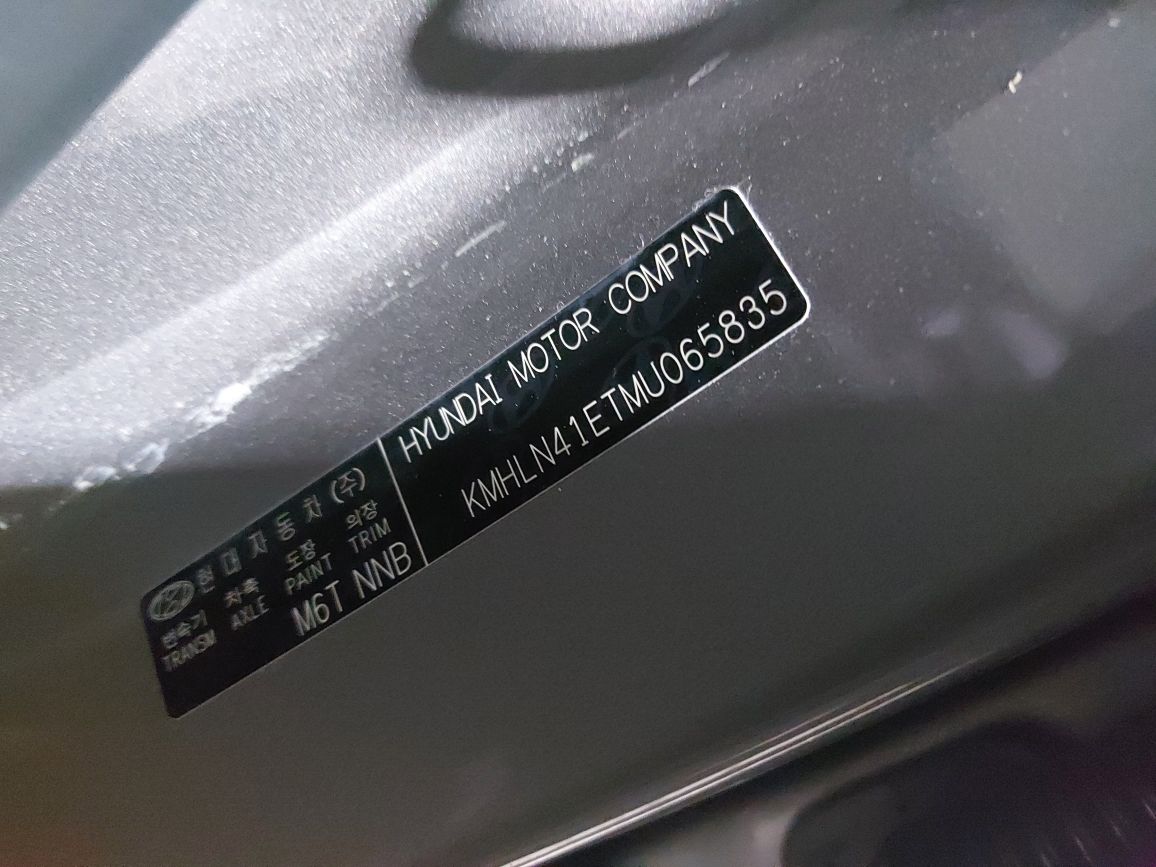 현대자동차(주)
변속기 차축 도장 의장
TRANSM AXLE PAINT TRIM
M6T NNB
HYUNDAI MOTOR COMPANY
KMHLN41ETMU065835